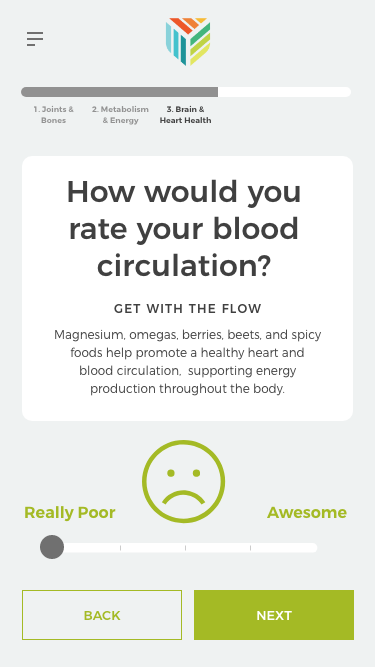 1. Joints &
Bones
2. Metabolism
& Energy
3. Brain &
Heart Health
How would you
rate your blood
circulation?
GET WITH THE FLOW
Magnesium, omegas, berries, beets, and spicy
foods help promote a healthy heart and
blood circulation,  supporting energy
production throughout the body.
Really Poor
Awesome
BACK
NEXT